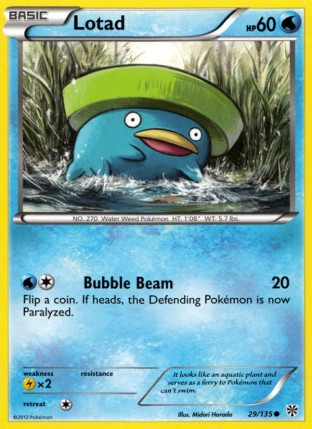 BASIC
Lotad
HP60
NO. 270 Water Weed Pokémon HT. 1'08" WT. 5.7 lbs.
Bubble Beam 20
Flip a coin. If heads, the Defending Pokémon is now
Paralyzed.
weakness
resistance
×2
retreat
It looks like an aquatic plant and
serves as a ferry to Pokémon that
can't swim.
©2012 Pokémon
Illus. Midori Harada
29/135